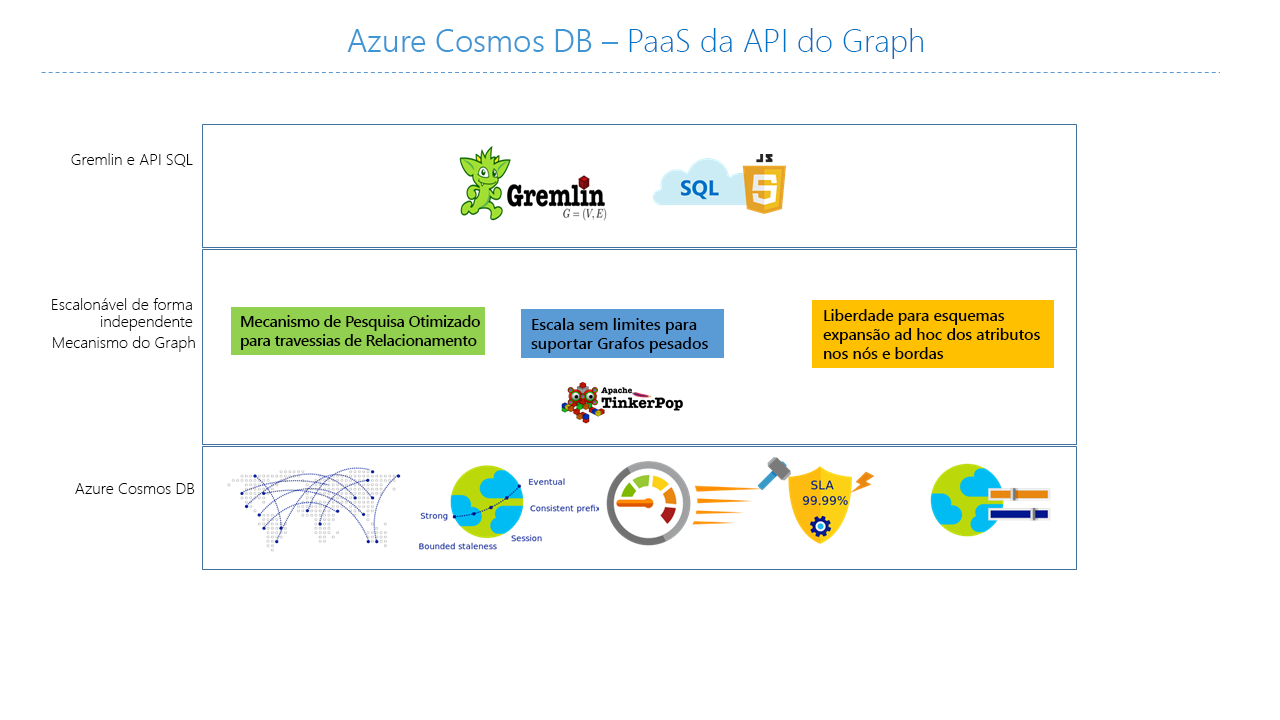 Azure Cosmos DB – PaaS da API do Graph
Gremlin e API SQL
Gremlin
G = (V, E)
SQL
JS
5
Escalonável de forma
independente
Mecanismo do Graph
Mecanismo de Pesquisa Otimizado
para travessias de Relacionamento
Escala sem limites para
suportar Grafos pesados
Liberdade para esquemas
expansão ad hoc dos atributos
nos nós e bordas
Apache
TinkerPop
Azure Cosmos DB
Eventual
Consistent prefix
Strong
Session
Bounded staleness
SLA
99.99%